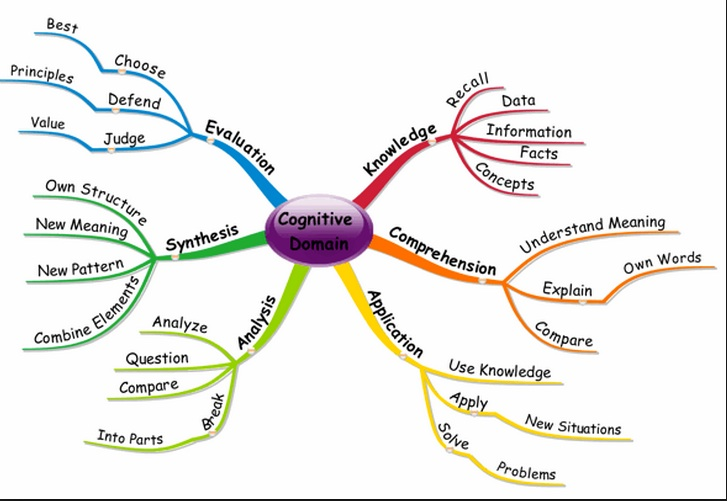 Cognitive
Domain
Knowledge
Recall
Data
Information
Facts
Concepts
Comprehension
Understand Meaning
Explain
Own Words
Compare
Application
Use Knowledge
Apply
New Situations
Solve
Problems
Analysis
Analyze
Question
Compare
Break
Into Parts
Synthesis
Own Structure
New Meaning
New Pattern
Combine Elements
Evaluation
Choose
Best
Defend
Principles
Judge
Value